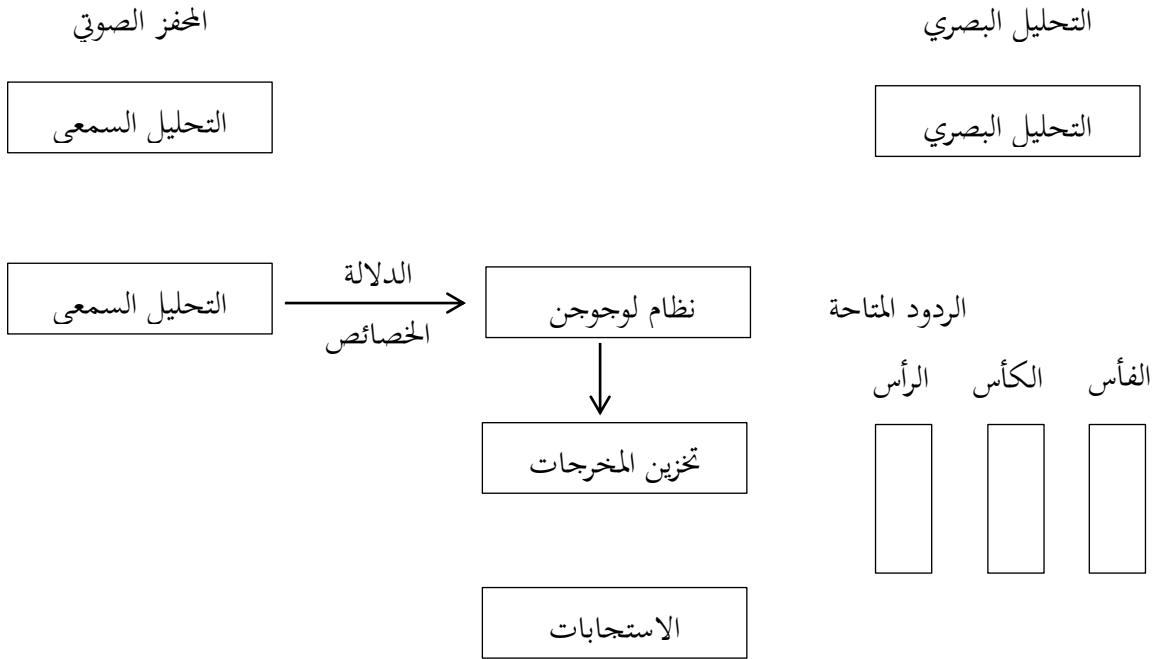 المحفز الصوتي
التحليل البصري
التحليل السمعى
التحليل البصري
التحليل السمعى
الدلالة
الخصائص
نظام لوجوجن
الردود المتاحة
الفأس
الكأس
الرأس
تخزين المخرجات
الاستجابات